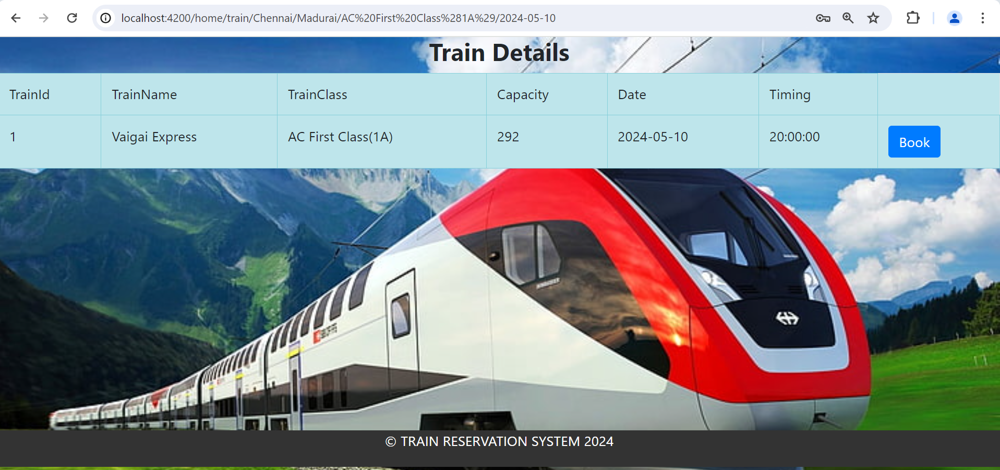 localhost:4200/home/train/Chennai/Madurai/AC%20First%20Class%281A%29/2024-05-10
Train Details
TrainId TrainName TrainClass Capacity Date Timing
1 Vaigai Express AC First Class(1A) 292 2024-05-10 20:00:00 Book
© TRAIN RESERVATION SYSTEM 2024